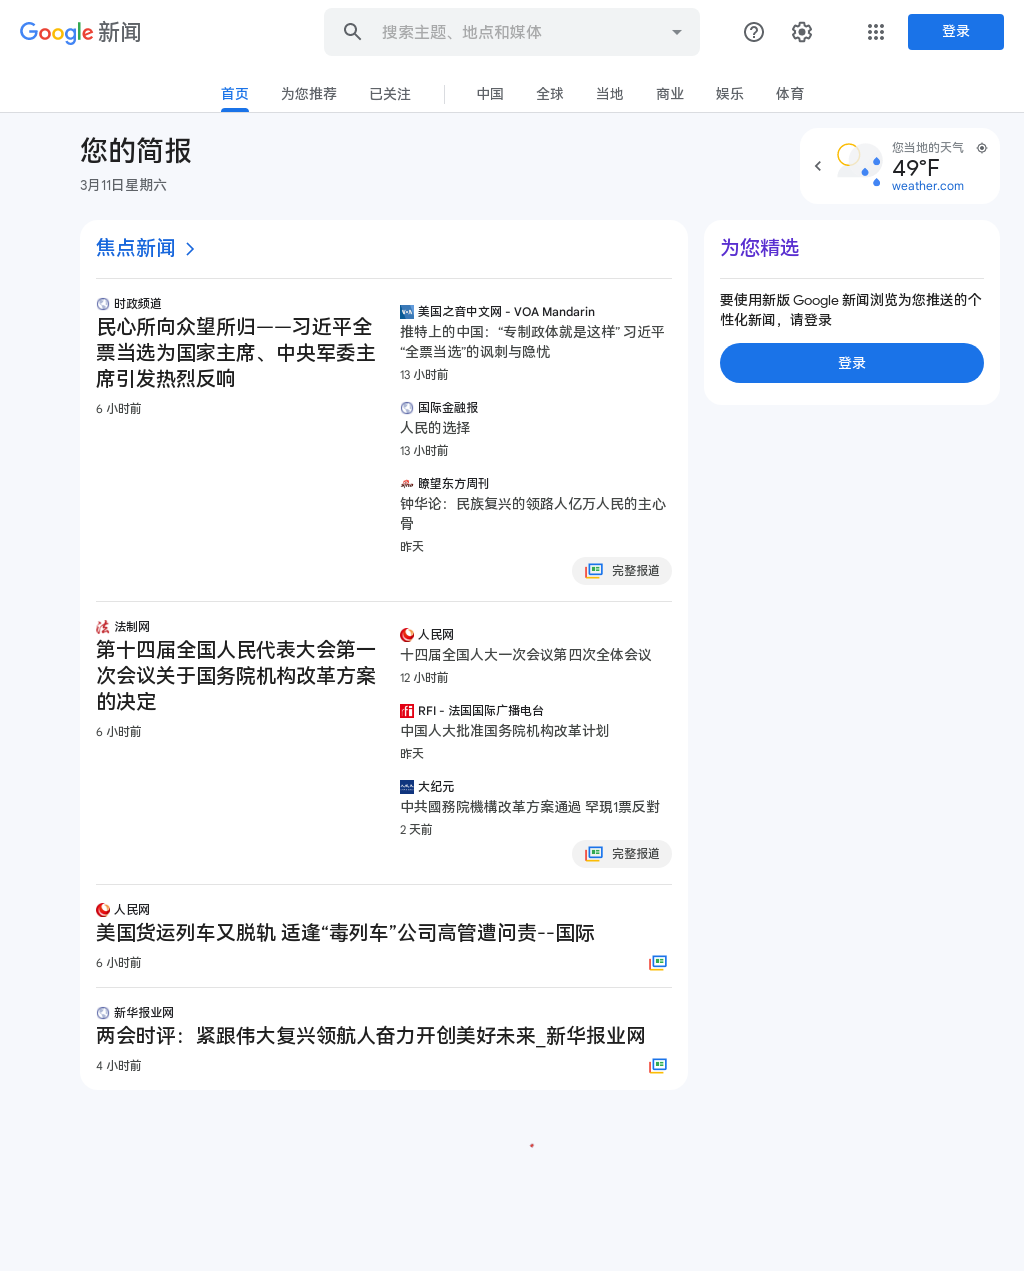 Google 新闻
搜索主题、地点和媒体
登录
首页 为您推荐 已关注 中国 全球 当地 商业 娱乐 体育
您的简报
3月11日星期六
您当地的天气
49°F
weather.com
焦点新闻
时政频道
民心所向众望所归——习近平全
票当选为国家主席、中央军委主
席引发热烈反响
6 小时前
美国之音中文网 - VOA Mandarin
推特上的中国：“专制政体就是这样” 习近平
“全票当选”的讽刺与隐忧
13 小时前
国际金融报
人民的选择
13 小时前
瞭望东方周刊
钟华论：民族复兴的领路人亿万人民的主心
骨
昨天
完整报道
法制网
第十四届全国人民代表大会第一
次会议关于国务院机构改革方案
的决定
6 小时前
人民网
十四届全国人大一次会议第四次全体会议
12 小时前
RFI - 法国国际广播电台
中国人大批准国务院机构改革计划
昨天
大纪元
中共國務院機構改革方案通過 罕現1票反對
2 天前
完整报道
人民网
美国货运列车又脱轨 适逢“毒列车”公司高管遭问责--国际
6 小时前
新华报业网
两会时评：紧跟伟大复兴领航人奋力开创美好未来_新华报业网
4 小时前
为您精选
要使用新版 Google 新闻浏览为您推送的个
性化新闻，请登录
登录